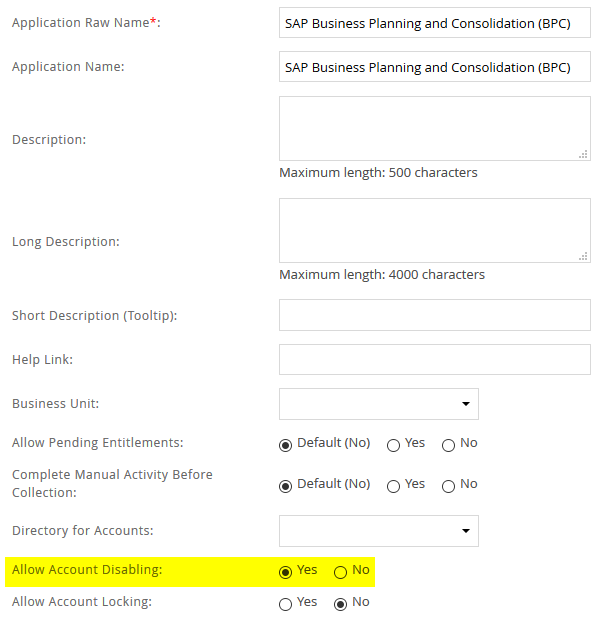 Application Raw Name*: SAP Business Planning and Consolidation (BPC)
Application Name: SAP Business Planning and Consolidation (BPC)
Description:
Maximum length: 500 characters
Long Description:
Maximum length: 4000 characters
Short Description (Tooltip):
Help Link:
Business Unit:
Allow Pending Entitlements: Default (No) Yes No
Complete Manual Activity Before
Collection: Default (No) Yes No
Directory for Accounts:
Allow Account Disabling: Yes No
Allow Account Locking: Yes No